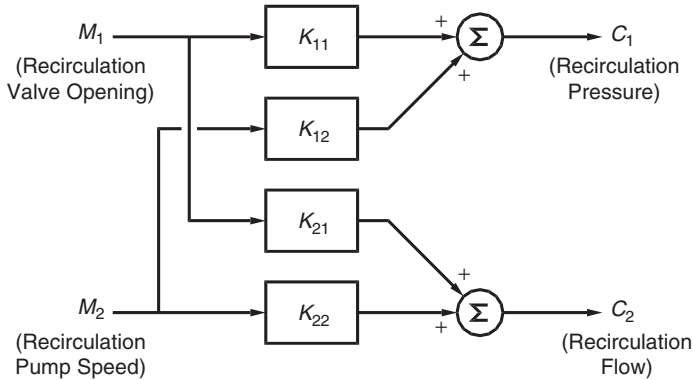 M1
(Recirculation
Valve Opening)
K11
+
Σ
+
C1
(Recirculation
Pressure)
K12
K21
M2
(Recirculation
Pump Speed)
K22
+
Σ
+
C2
(Recirculation
Flow)